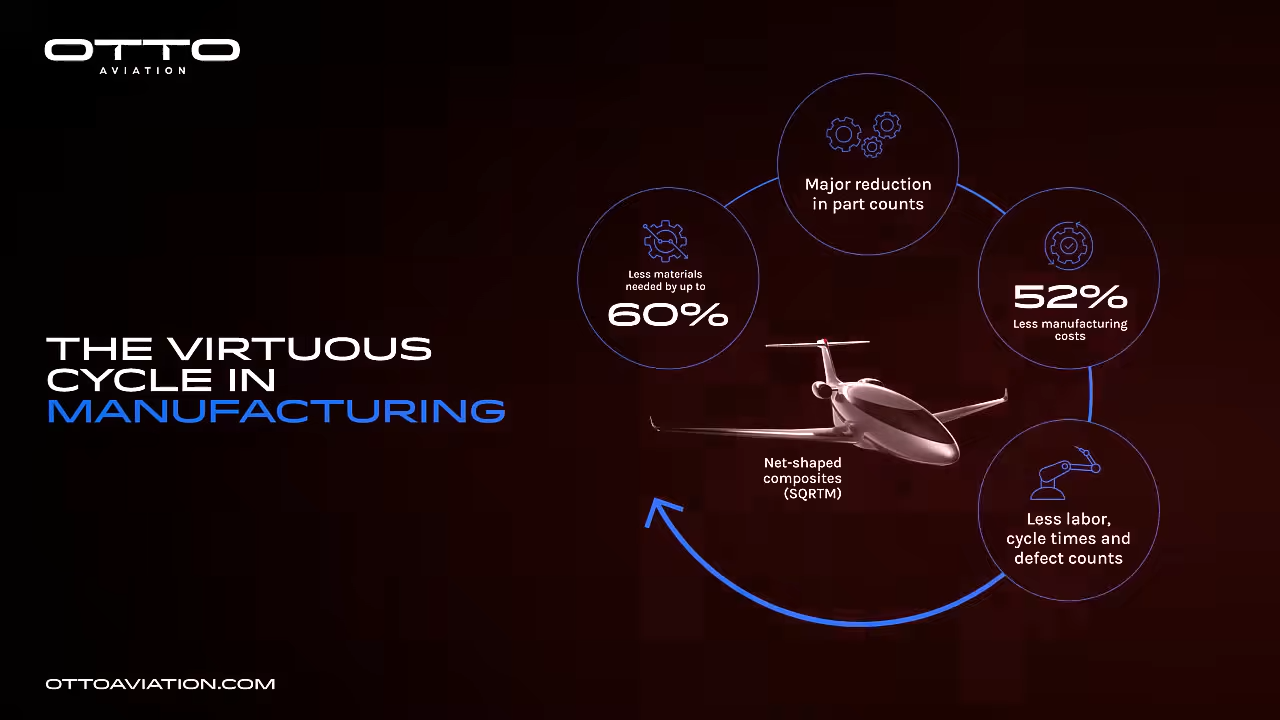 OTTO
AVIATION
THE VIRTUOUS
CYCLE IN
MANUFACTURING
Less materials
needed by up to
60%
Major reduction
in part counts
52%
Less manufacturing
costs
Less labor,
cycle times and
defect counts
Net-shaped
composites
(SQRTM)
OTTOAVIATION.COM